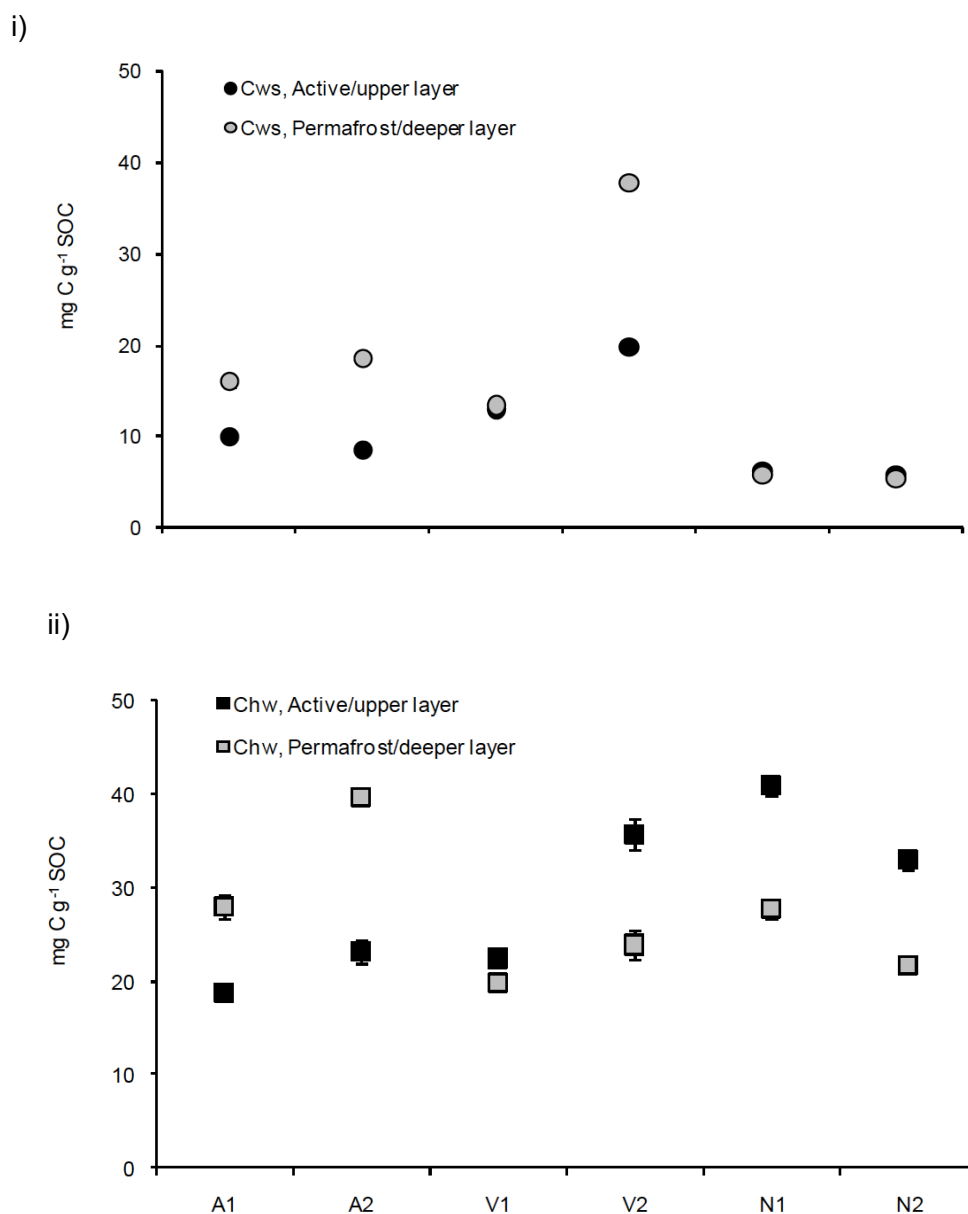 i)
50
40
30
20
10
0
mg C g⁻¹ SOC
Cws, Active/upper layer
Cws, Permafrost/deeper layer
ii)
50
40
30
20
10
0
mg C g⁻¹ SOC
Chw, Active/upper layer
Chw, Permafrost/deeper layer
A1 A2 V1 V2 N1 N2